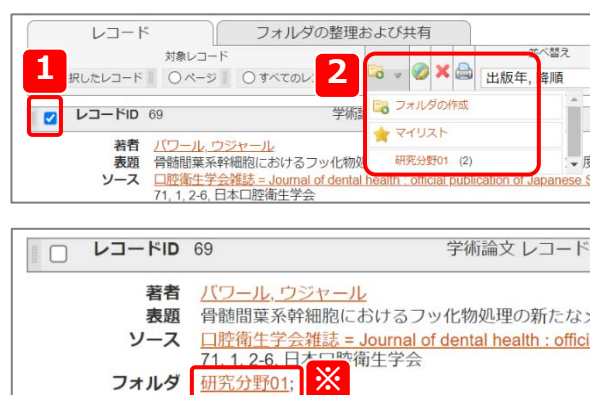 レコード
フォルダの整理および共有
対象レコード
並べ替え
1
択したレコード
ページ
すべてのレ
2
出版年, 降順
フォルダの作成
マイリスト
研究分野01 (2)
レコードID 69
学術論
著者 パワール, ウジャール
表題 骨髄間葉系幹細胞におけるフッ化物処
ソース 口腔衛生学会雑誌 = Journal of dental health : official publication of Japanese S
71, 1, 2-6, 日本口腔衛生学会
レコードID 69
学術論文 レコード
著者 パワール, ウジャール
表題 骨髄間葉系幹細胞におけるフッ化物処理の新たな
ソース 口腔衛生学会雑誌 = Journal of dental health : offici
71, 1, 2-6, 日本口腔衛生学会
フォルダ 研究分野01;
※